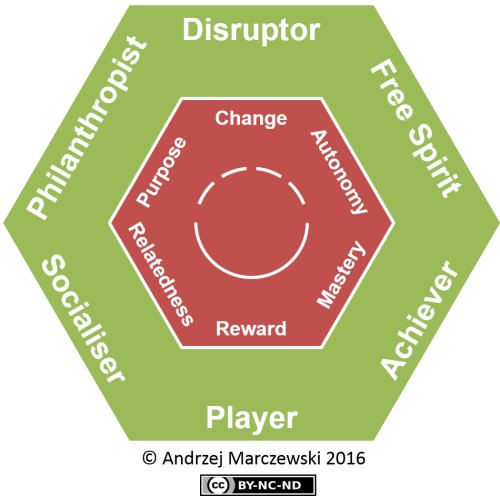 Disruptor
Philanthropist
Free Spirit
Change
Purpose
Autonomy
Relatedness
Mastery
Reward
Socialiser
Achiever
Player
© Andrzej Marczewski 2016
cc BY-NC-ND